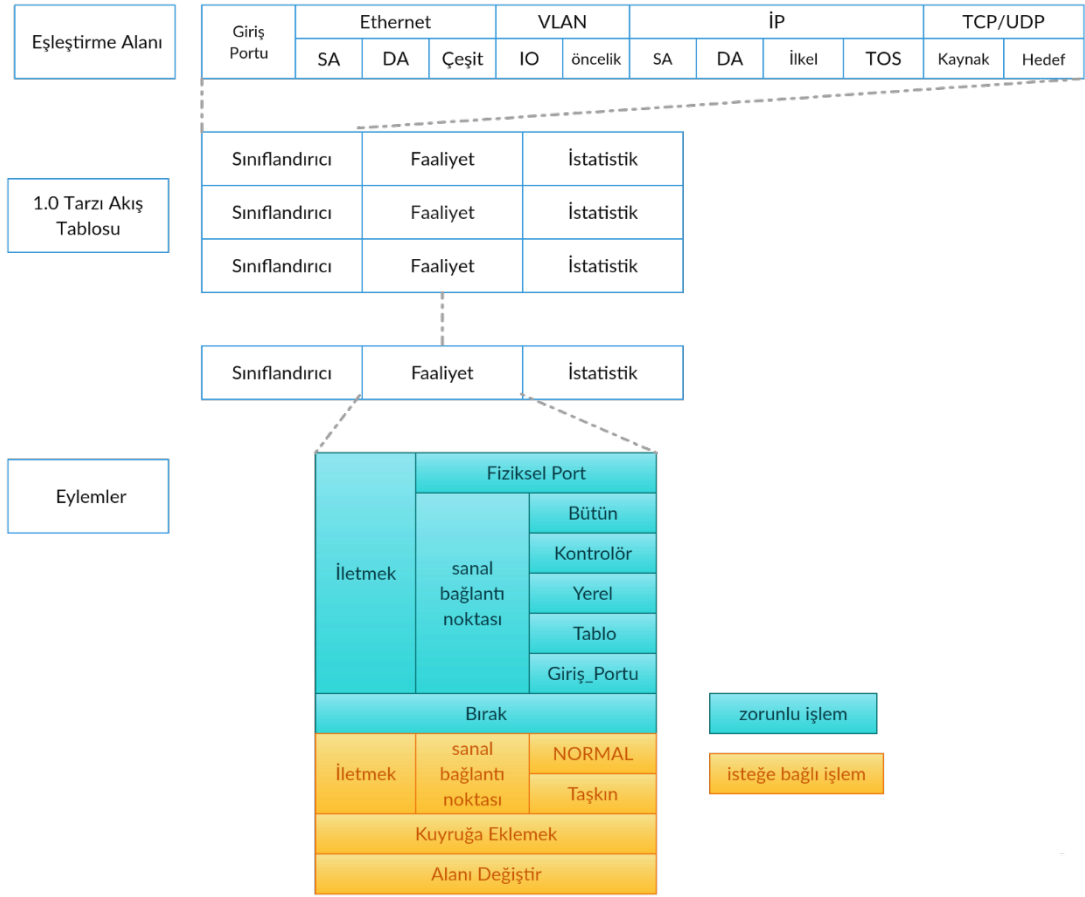 Eşleştirme Alanı
Giriş
Portu
Ethernet
VLAN
İP
TCP/UDP
SA
DA
Çeşit
IO
öncelik
SA
DA
İlkel
TOS
Kaynak
Hedef
1.0 Tarzı Akış
Tablosu
Sınıflandırıcı
Faaliyet
İstatistik
Sınıflandırıcı
Faaliyet
İstatistik
Sınıflandırıcı
Faaliyet
İstatistik
Sınıflandırıcı
Faaliyet
İstatistik
Eylemler
İletmek
Fiziksel Port
sanal
bağlantı
noktası
Bütün
Kontrolör
Yerel
Tablo
Giriş_Portu
Bırak
zorunlu işlem
İletmek
sanal
bağlantı
noktası
NORMAL
Taşkın
isteğe bağlı işlem
Kuyruğa Eklemek
Alanı Değiştir